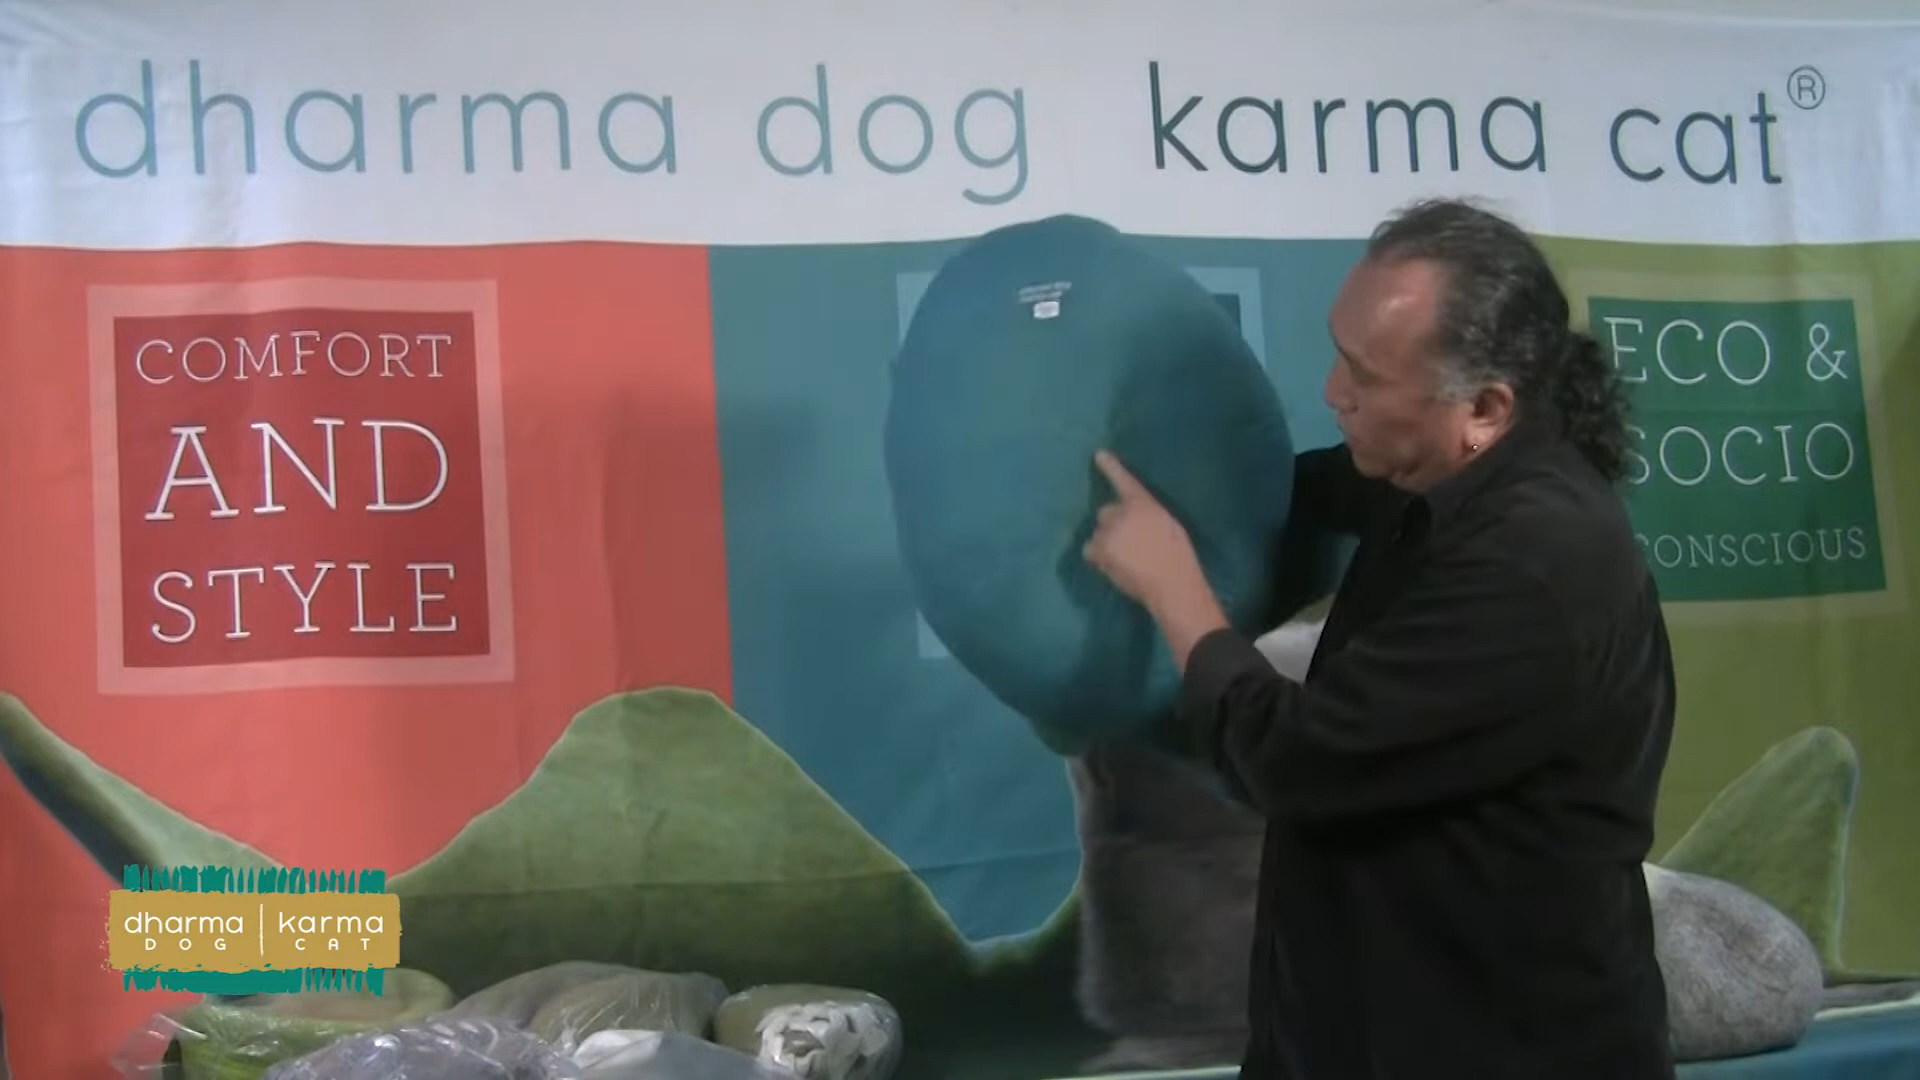 dharma dog karma cat®
COMFORT
AND
STYLE
ECO &
SOCIO
CONSCIOUS
dharma karma
DOG CAT